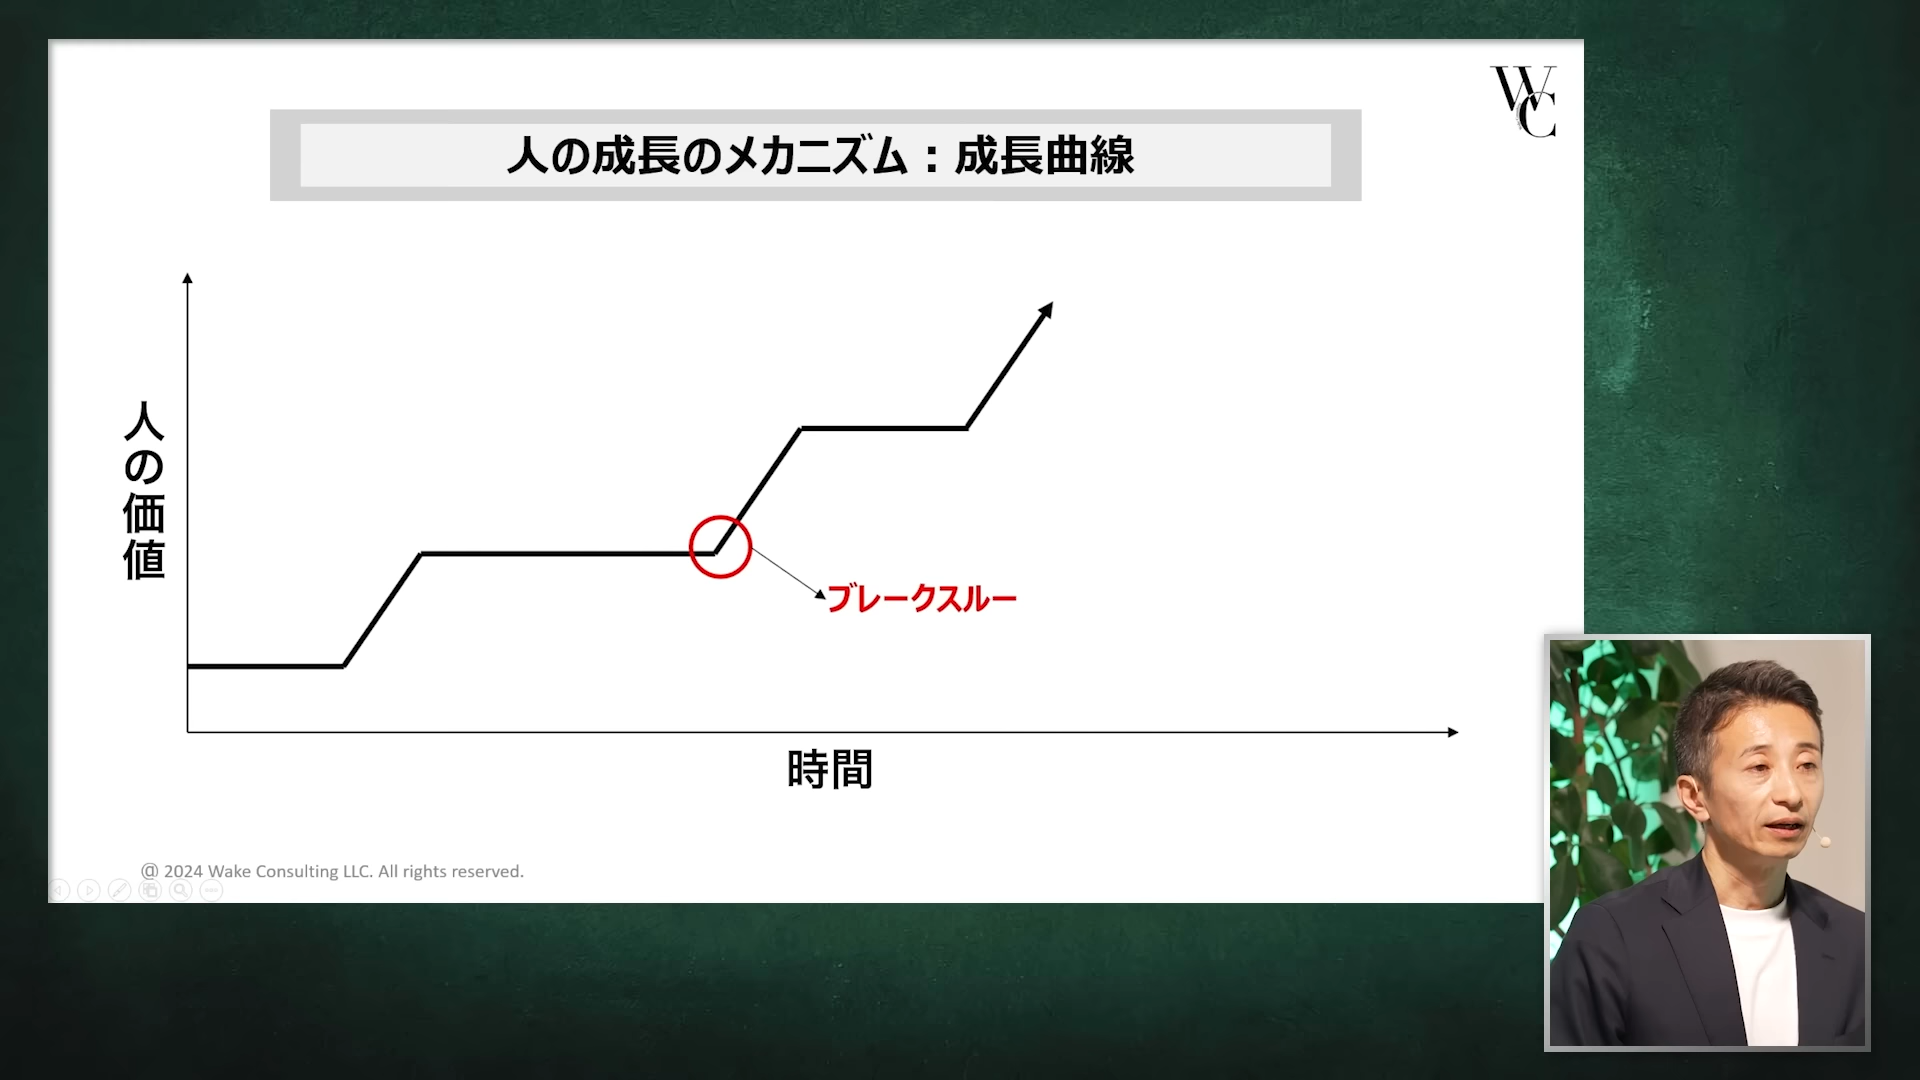 WC
人の成長のメカニズム：成長曲線
人の価値
ブレークスルー
時間
@ 2024 Wake Consulting LLC. All rights reserved.